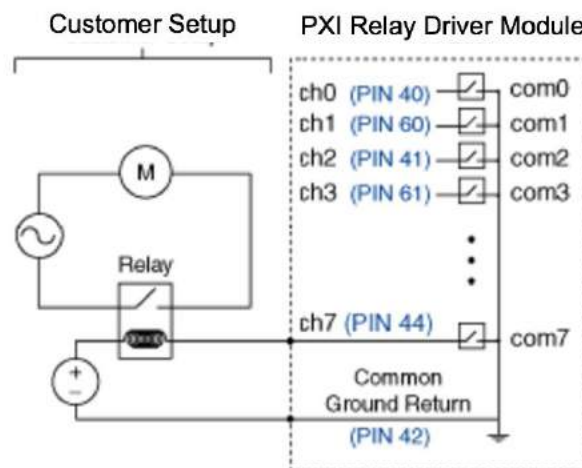 Customer Setup
PXI Relay Driver Module
ch0 (PIN 40) com0
ch1 (PIN 60) com1
ch2 (PIN 41) com2
ch3 (PIN 61) com3
M
Relay
ch7 (PIN 44) com7
+
−
Common
Ground Return
(PIN 42)